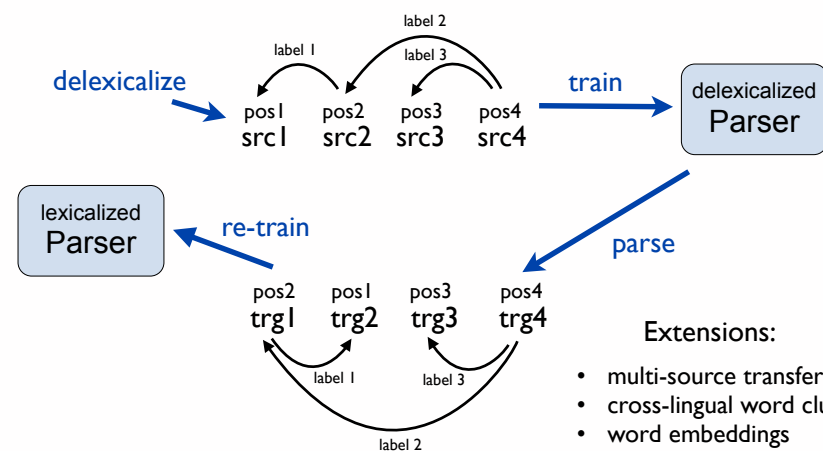 label 2
label 1
label 3
delexicalize
train
pos1 pos2 pos3 pos4
src1 src2 src3 src4
delexicalized
Parser
lexicalized
Parser
re-train
parse
pos2 pos1 pos3 pos4
trg1 trg2 trg3 trg4
label 1
label 3
label 2
Extensions:
• multi-source transfer
• cross-lingual word clu
• word embeddings